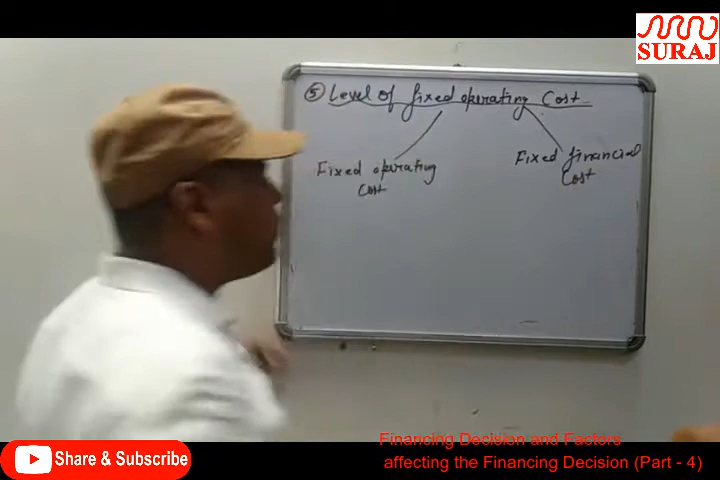 SURAJ
⑤ Level of fixed operating Cost
Fixed operating
Cost
Fixed financial
Cost
Financing Decision and Factors
affecting the Financing Decision (Part - 4)
Share & Subscribe